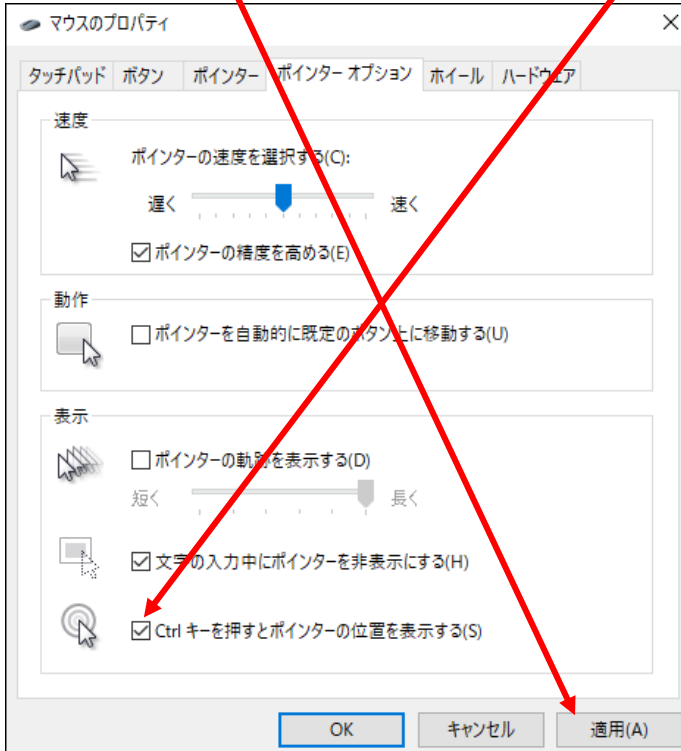 マウスのプロパティ
タッチパッド ボタン ポインター ポインター オプション ホイール ハードウェア
速度
ポインターの速度を選択する(C):
遅く 速く
ポインターの精度を高める(E)
動作
ポインターを自動的に既定のボタン上に移動する(U)
表示
ポインターの軌跡を表示する(D)
短く 長く
文字の入力中にポインターを非表示にする(H)
Ctrl キーを押すとポインターの位置を表示する(S)
OK キャンセル 適用(A)